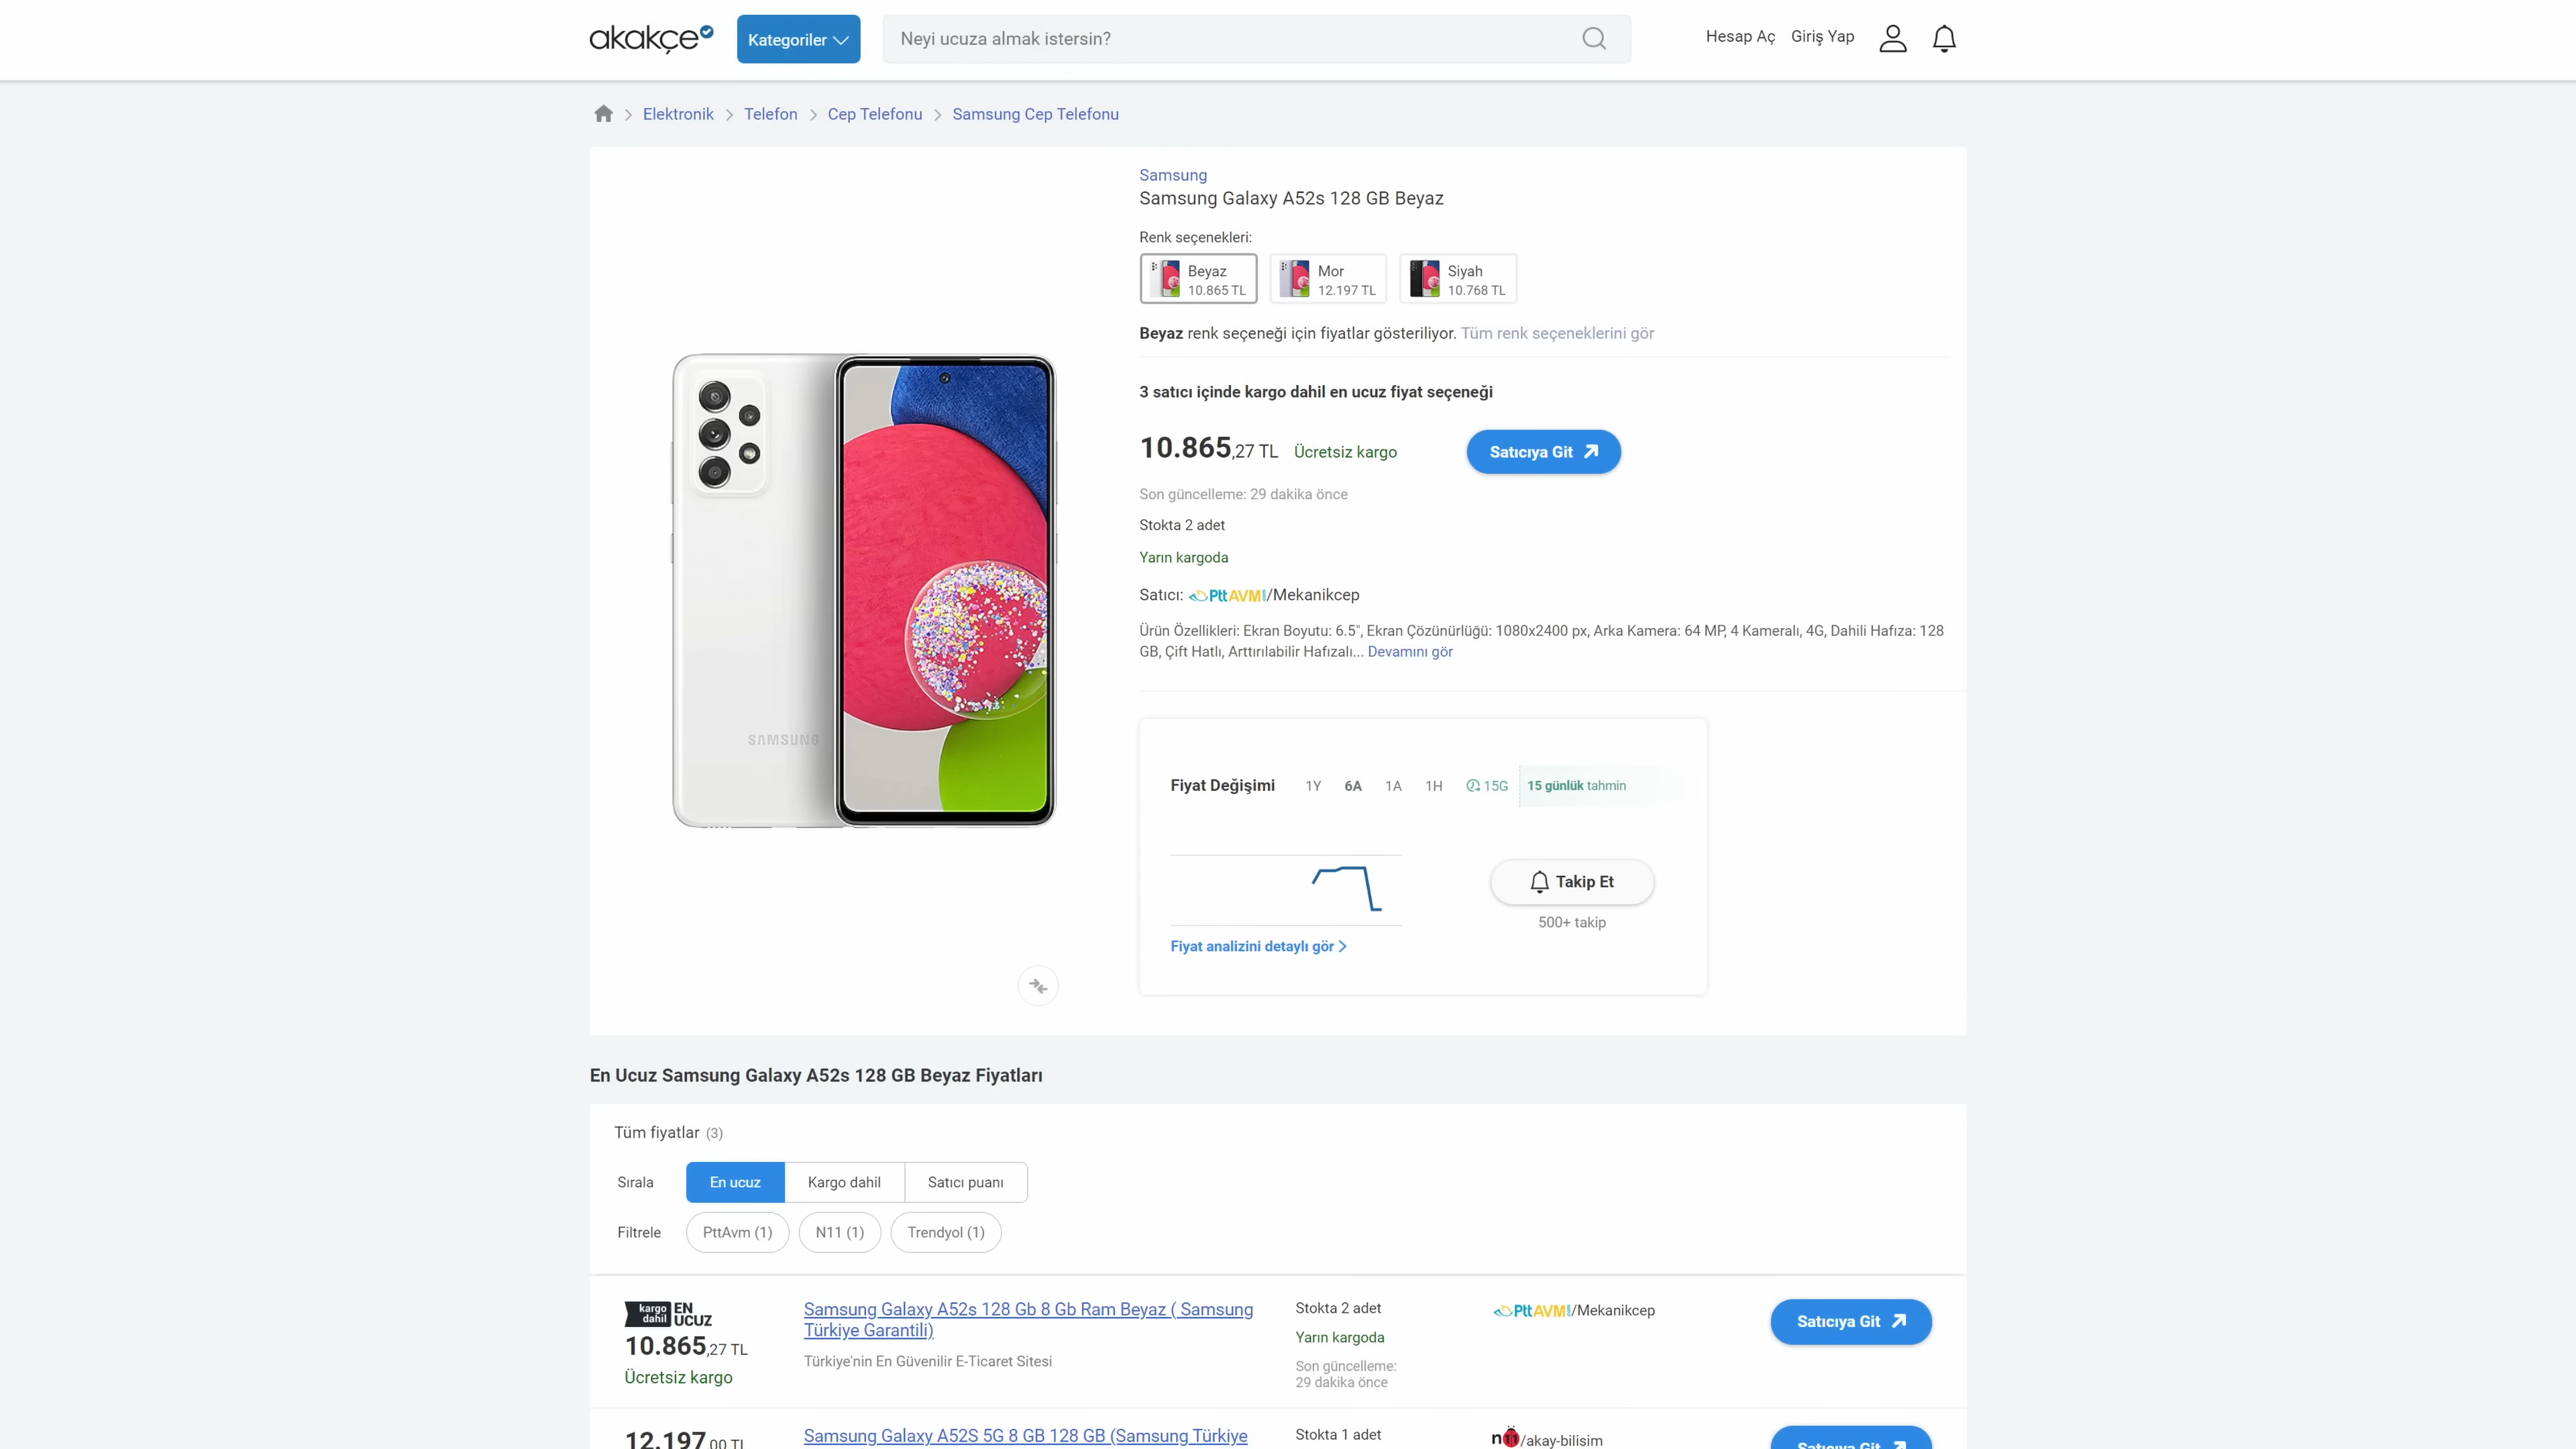 akakçe
Kategoriler
Neyi ucuza almak istersin?
Hesap Aç Giriş Yap
Elektronik Telefon Cep Telefonu Samsung Cep Telefonu
Samsung
Samsung Galaxy A52s 128 GB Beyaz
Renk seçenekleri:
Beyaz
10.865 TL
Mor
12.197 TL
Siyah
10.768 TL
Beyaz renk seçeneği için fiyatlar gösteriliyor. Tüm renk seçeneklerini gör
3 satıcı içinde kargo dahil en ucuz fiyat seçeneği
10.865,27 TL Ücretsiz kargo
Satıcıya Git
Son güncelleme: 29 dakika önce
Stokta 2 adet
Yarın kargoda
Satıcı: PttAVM/Mekanikcep
Ürün Özellikleri: Ekran Boyutu: 6.5", Ekran Çözünürlüğü: 1080x2400 px, Arka Kamera: 64 MP, 4 Kameralı, 4G, Dahili Hafıza: 128
GB, Çift Hatlı, Arttırılabilir Hafızalı... Devamını gör
SAMSUNG
Fiyat Değişimi 1Y 6A 1A 1H 15G 15 günlük tahmin
Takip Et
500+ takip
Fiyat analizini detaylı gör
En Ucuz Samsung Galaxy A52s 128 GB Beyaz Fiyatları
Tüm fiyatlar (3)
Sırala En ucuz Kargo dahil Satıcı puanı
Filtrele PttAvm (1) N11 (1) Trendyol (1)
kargo dahil EN UCUZ
10.865,27 TL
Ücretsiz kargo
Samsung Galaxy A52s 128 Gb 8 Gb Ram Beyaz ( Samsung
Türkiye Garantili)
Türkiye'nin En Güvenilir E-Ticaret Sitesi
Stokta 2 adet
Yarın kargoda
Son güncelleme:
29 dakika önce
PttAVM/Mekanikcep
Satıcıya Git
12.197,00 TL
Samsung Galaxy A52S 5G 8 GB 128 GB (Samsung Türkiye
Stokta 1 adet
n11/akay-bilisim
Satıcıya Git